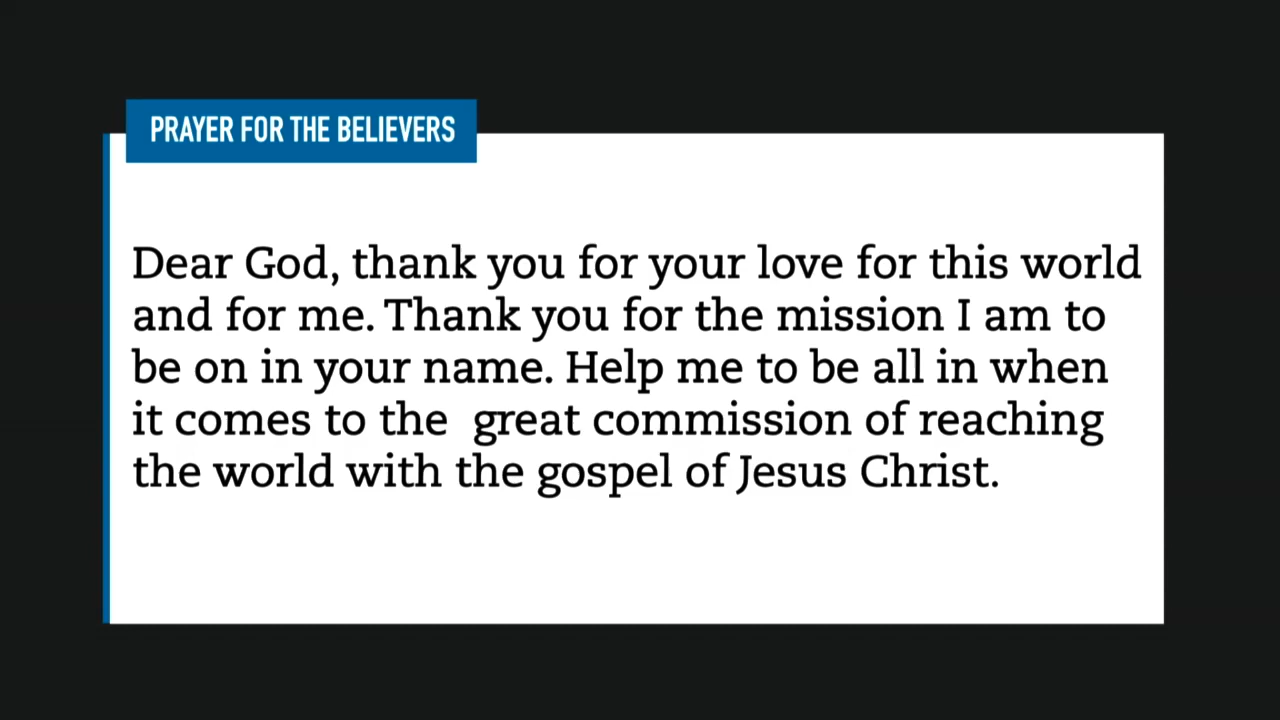 PRAYER FOR THE BELIEVERS
Dear God, thank you for your love for this world
and for me. Thank you for the mission I am to
be on in your name. Help me to be all in when
it comes to the  great commission of reaching
the world with the gospel of Jesus Christ.